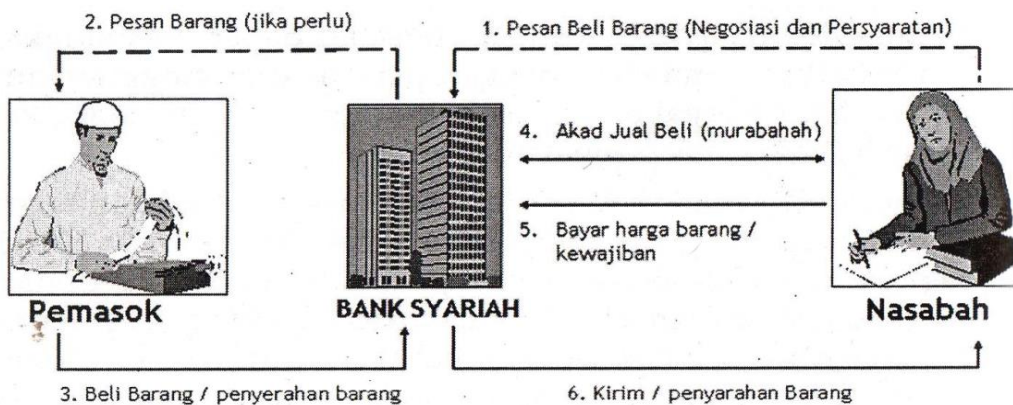 2. Pesan Barang (jika perlu)
1. Pesan Beli Barang (Negosiasi dan Persyaratan)
4. Akad Jual Beli (murabahah)
5. Bayar harga barang /
kewajiban
Pemasok
BANK SYARIAH
Nasabah
3. Beli Barang / penyerahan barang
6. Kirim / penyarahan Barang